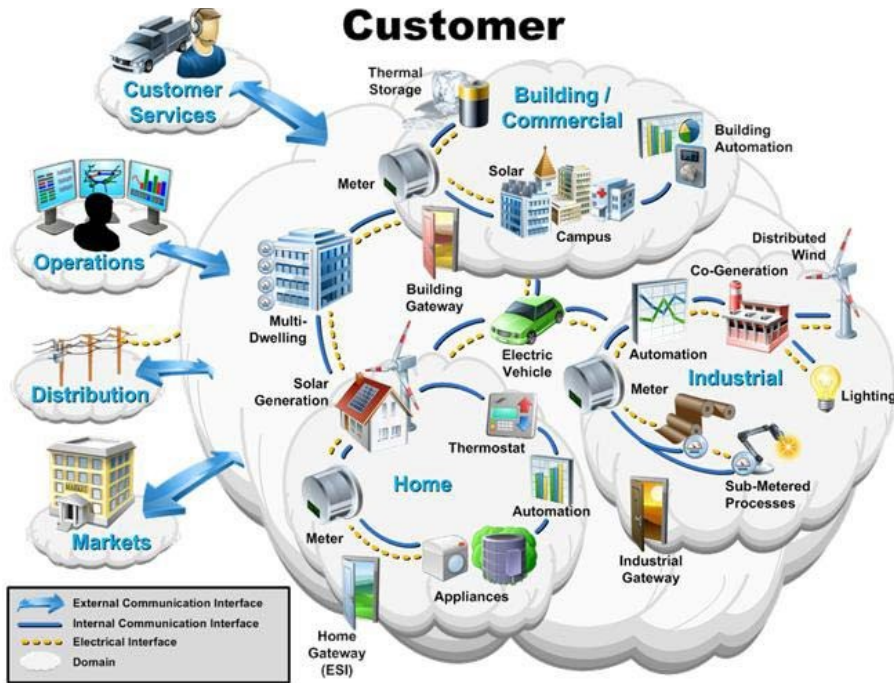 Customer
Customer
Services
Thermal
Storage
Building /
Commercial
Building
Automation
Meter
Solar
Campus
Operations
Multi-
Dwelling
Building
Gateway
Distributed
Wind
Co-Generation
Electric
Vehicle
Automation
Industrial
Lighting
Meter
Sub-Metered
Processes
Industrial
Gateway
Distribution
Solar
Generation
Thermostat
Home
Automation
Meter
Appliances
Home
Gateway
(ESI)
MARKET
Markets
External Communication Interface
Internal Communication Interface
Electrical Interface
Domain